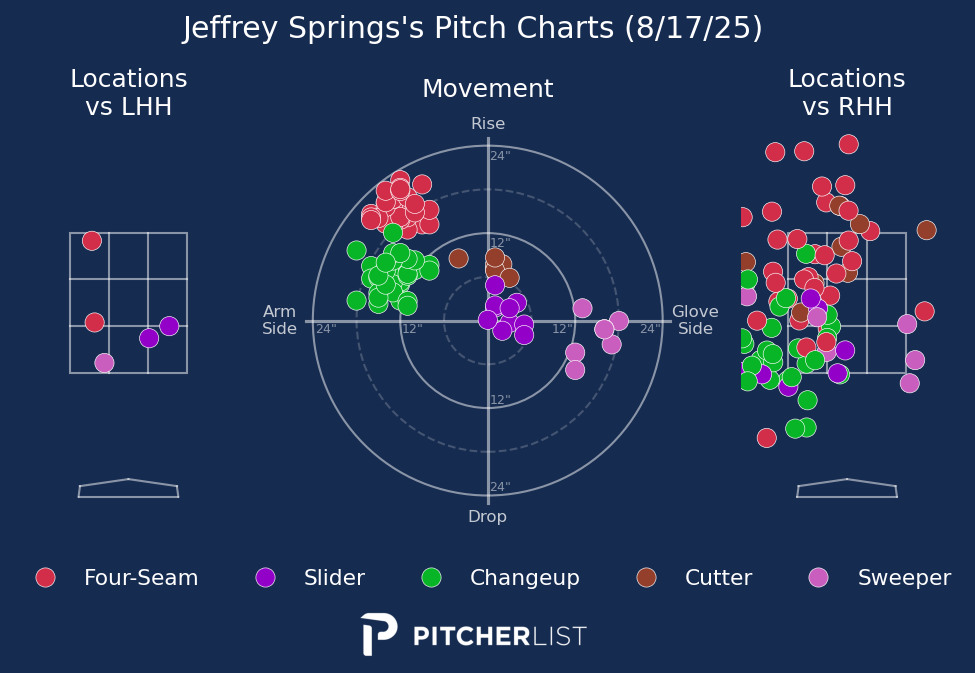 Jeffrey Springs's Pitch Charts (8/17/25)
Locations
vs LHH
Movement
Locations
vs RHH
Rise
24"
12"
Arm
Side
24"
12"
12"
24"
Glove
Side
12"
24"
Drop
Four-Seam
Slider
Changeup
Cutter
Sweeper
PITCHERLIST